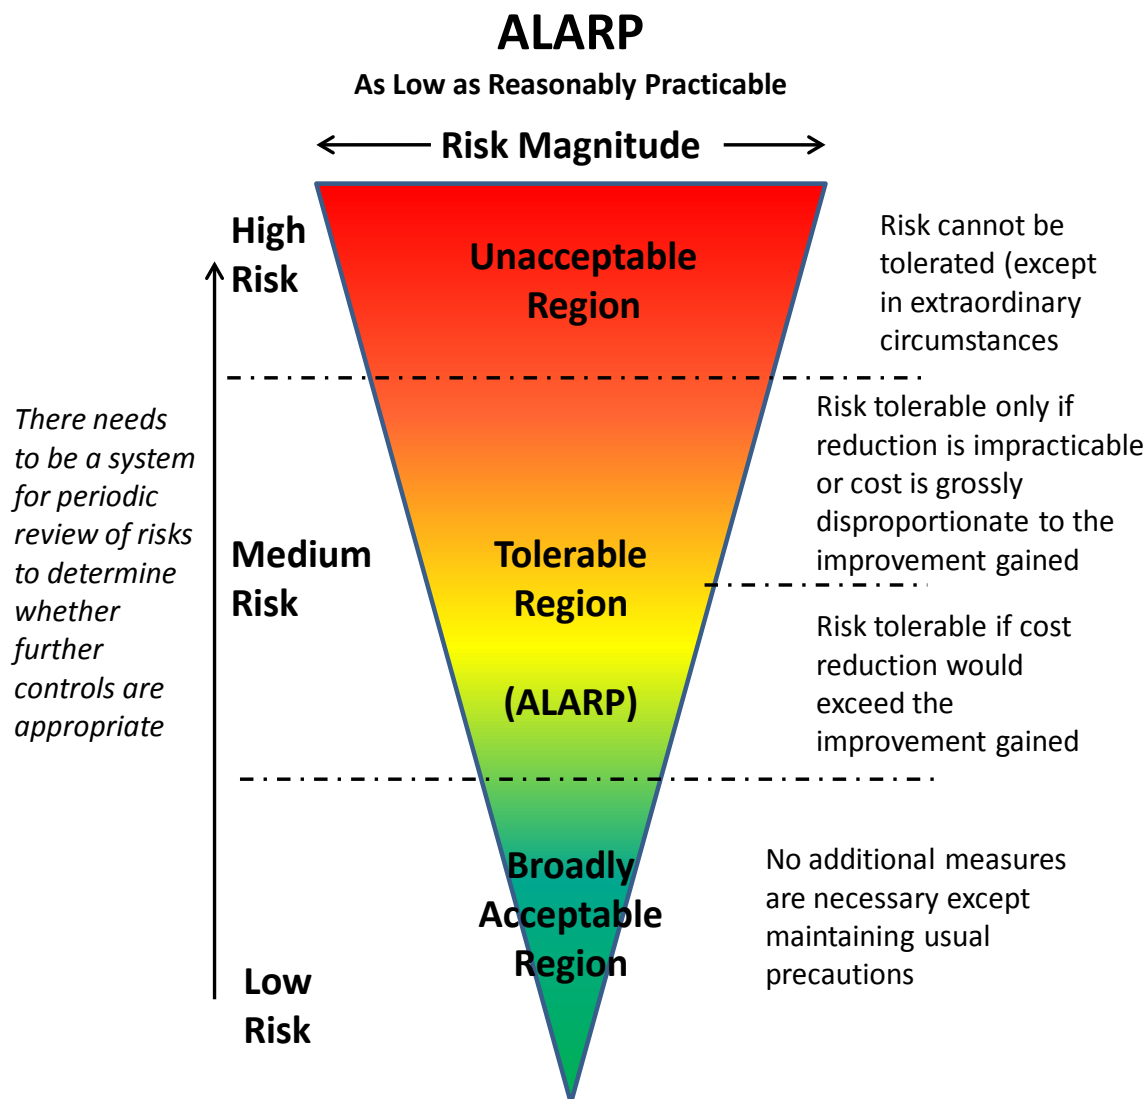 ALARP
As Low as Reasonably Practicable
Risk Magnitude
High
Risk
Unacceptable
Region
Risk cannot be
tolerated (except
in extraordinary
circumstances
There needs
to be a system
for periodic
review of risks
to determine
whether
further
controls are
appropriate
Medium
Risk
Tolerable
Region
(ALARP)
Risk tolerable only if
reduction is impracticable
or cost is grossly
disproportionate to the
improvement gained
Risk tolerable if cost
reduction would
exceed the
improvement gained
Low
Risk
Broadly
Acceptable
Region
No additional measures
are necessary except
maintaining usual
precautions